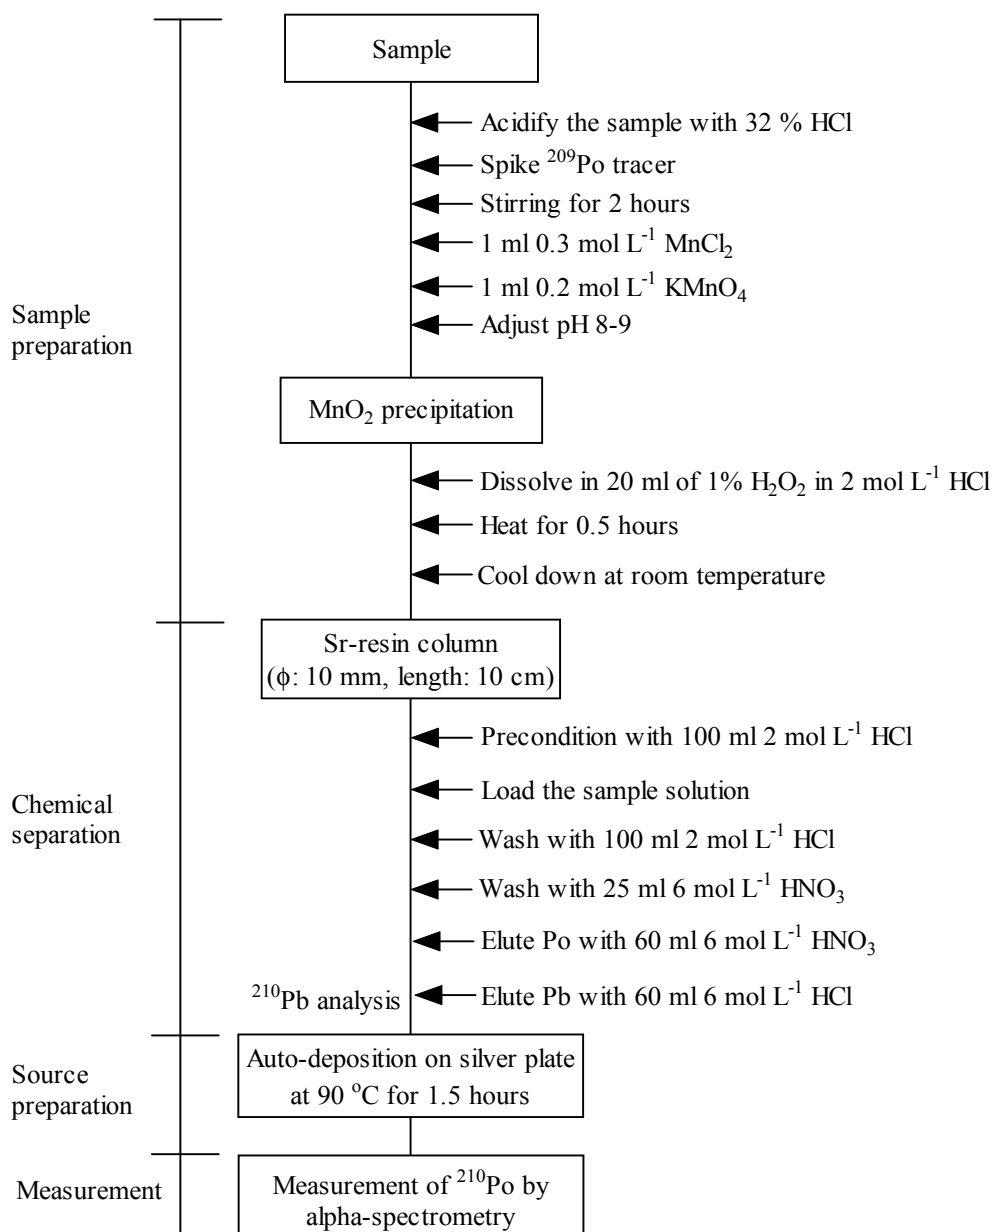 Sample
Acidify the sample with 32 % HCl
Spike ²⁰⁹Po tracer
Stirring for 2 hours
1 ml 0.3 mol L⁻¹ MnCl₂
1 ml 0.2 mol L⁻¹ KMnO₄
Adjust pH 8-9
Sample
preparation
MnO₂ precipitation
Dissolve in 20 ml of 1% H₂O₂ in 2 mol L⁻¹ HCl
Heat for 0.5 hours
Cool down at room temperature
Sr-resin column
(ϕ: 10 mm, length: 10 cm)
Precondition with 100 ml 2 mol L⁻¹ HCl
Load the sample solution
Chemical
separation
Wash with 100 ml 2 mol L⁻¹ HCl
Wash with 25 ml 6 mol L⁻¹ HNO₃
Elute Po with 60 ml 6 mol L⁻¹ HNO₃
²¹⁰Pb analysis
Elute Pb with 60 ml 6 mol L⁻¹ HCl
Source
preparation
Auto-deposition on silver plate
at 90 °C for 1.5 hours
Measurement
Measurement of ²¹⁰Po by
alpha-spectrometry